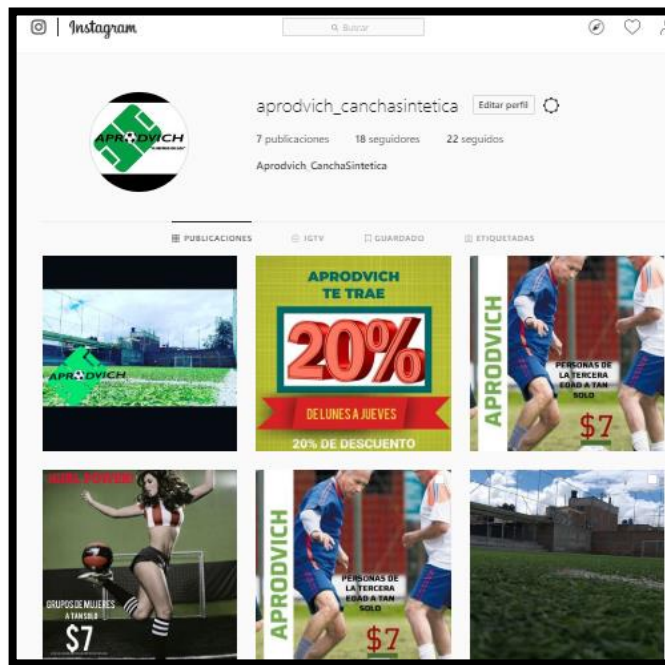 Instagram
Buscar
aprodvich_canchasintetica
Editar perfil
7 publicaciones 18 seguidores 22 seguidos
Aprodvich_CanchaSintetica
APRODVICH
PUBLICACIONES IGTV GUARDADO ETIQUETADAS
APRODVICH
APRODVICH
TE TRAE
20%
DE LUNES A JUEVES
20% DE DESCUENTO
APRODVICH
PERSONAS DE
LA TERCERA
EDAD A TAN
SOLO
$7
GRUPOS DE MUJERES
A TAN SOLO
$7
APRODVICH
PERSONAS DE
LA TERCERA
EDAD A TAN
SOLO
$7